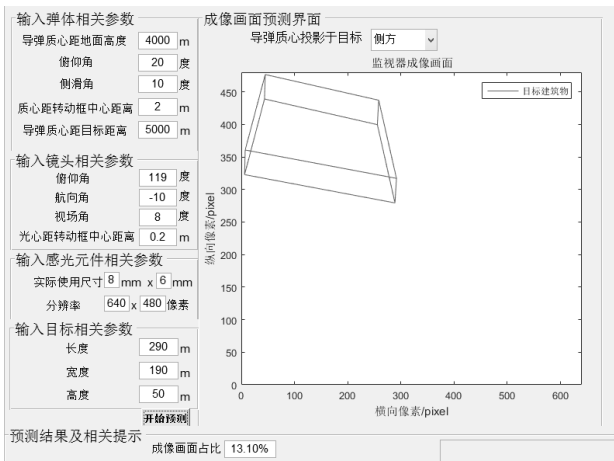 输入弹体相关参数
导弹质心距地面高度 4000 m
俯仰角 20 度
侧滑角 10 度
质心距转动框中心距离 2 m
导弹质心距目标距离 5000 m
输入镜头相关参数
俯仰角 119 度
航向角 -10 度
视场角 8 度
光心距转动框中心距离 0.2 m
输入感光元件相关参数
实际使用尺寸 8 mm x 6 mm
分辨率 640 x 480 像素
输入目标相关参数
长度 290 m
宽度 190 m
高度 50 m
开始预测
成像画面预测界面
导弹质心投影于目标 侧方
监视器成像画面
目标建筑物
纵向像素/pixel
450
400
350
300
250
200
150
100
50
0
0 100 200 300 400 500 600
横向像素/pixel
预测结果及相关提示
成像画面占比 13.10%